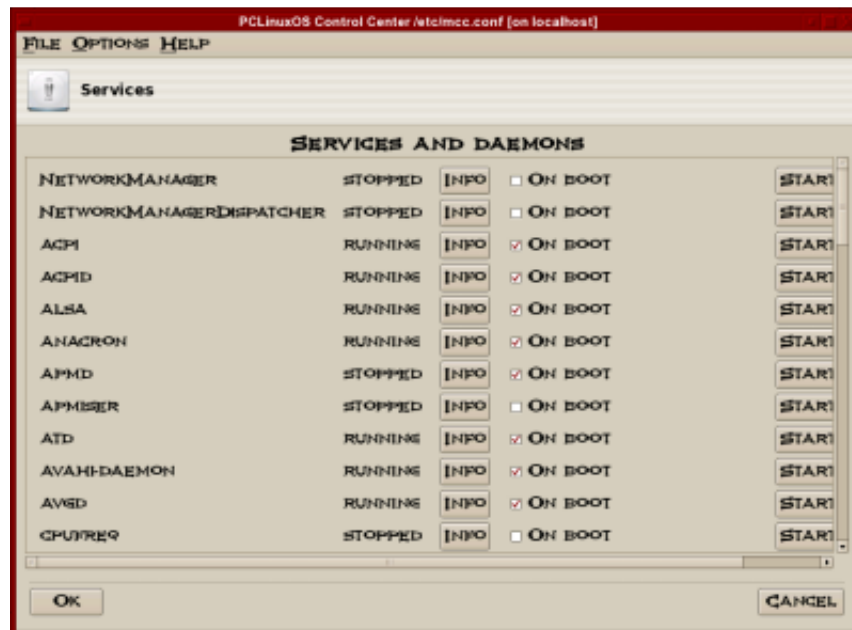 PCLinuxOS Control Center /etc/mcc.conf [on localhost]
File Options Help
Services
Services and daemons
NetworkManager stopped Info On boot Start
NetworkManagerDispatcher stopped Info On boot Start
acpi running Info On boot Start
acpid running Info On boot Start
alsa running Info On boot Start
anacron running Info On boot Start
apmd stopped Info On boot Start
apmiser stopped Info On boot Start
atd running Info On boot Start
avahi-daemon running Info On boot Start
avgd running Info On boot Start
cpufreq stopped Info On boot Start
Ok Cancel